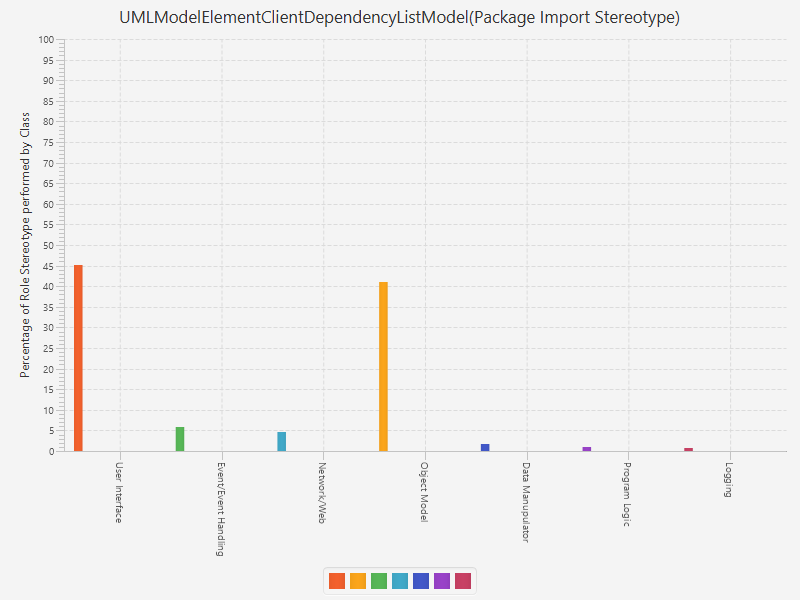 UMLModelElementClientDependencyListModel(Package Import Stereotype)
Percentage of Role Stereotype performed by Class
100
95
90
85
80
75
70
65
60
55
50
45
40
35
30
25
20
15
10
5
0
User Interface
Event/Event Handling
Network/Web
Object Model
Data Manupulator
Program Logic
Logging